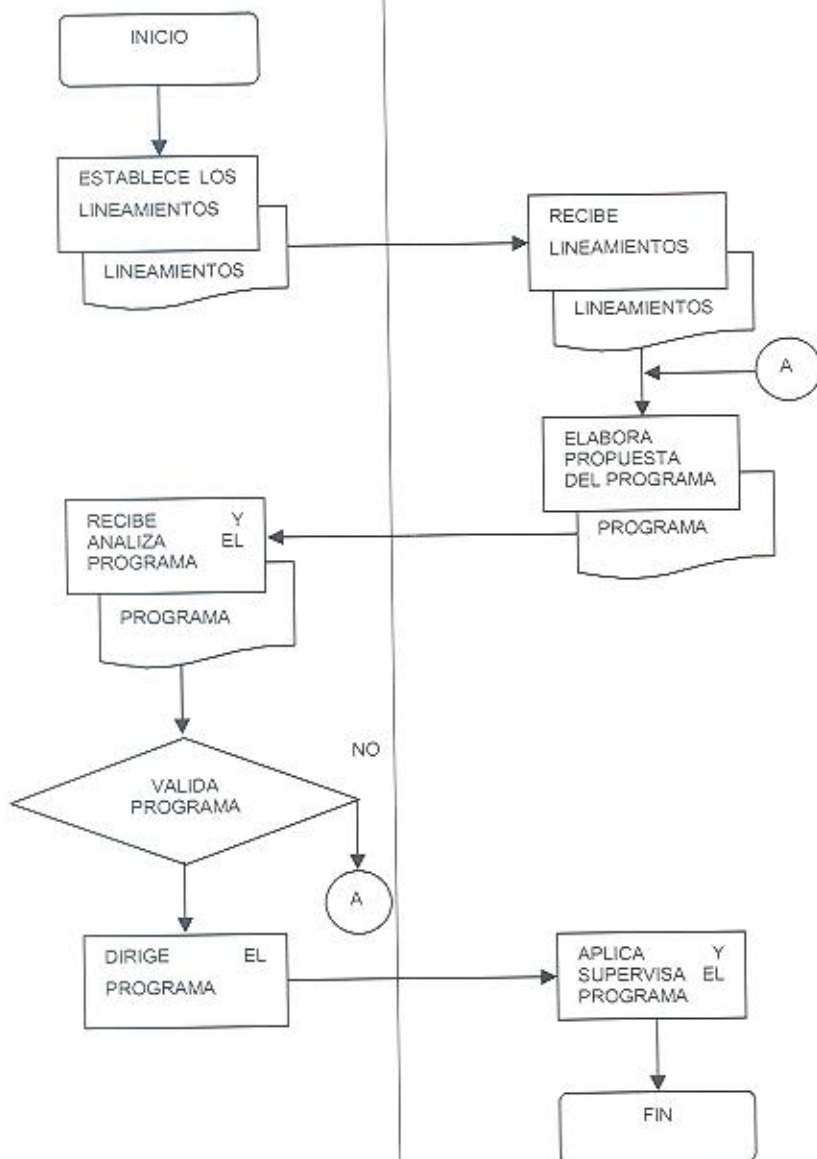 INICIO
ESTABLECE LOS
LINEAMIENTOS
LINEAMIENTOS
RECIBE
LINEAMIENTOS
LINEAMIENTOS
A
ELABORA
PROPUESTA
DEL PROGRAMA
PROGRAMA
RECIBE Y
ANALIZA EL
PROGRAMA
PROGRAMA
NO
VALIDA
PROGRAMA
A
DIRIGE EL
PROGRAMA
APLICA Y
SUPERVISA EL
PROGRAMA
FIN